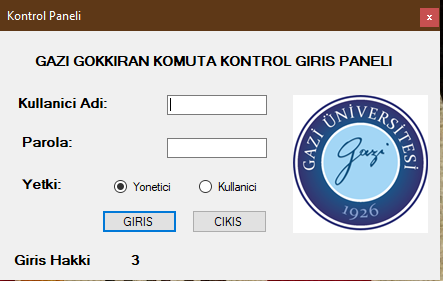 Kontrol Paneli
x
GAZI GOKKIRAN KOMUTA KONTROL GIRIS PANELI
Kullanici Adi:
Parola:
Yetki:
Yonetici
Kullanici
GIRIS
CIKIS
Giris Hakki
3
GAZİ ÜNİVERSİTESİ
Gazi
1926